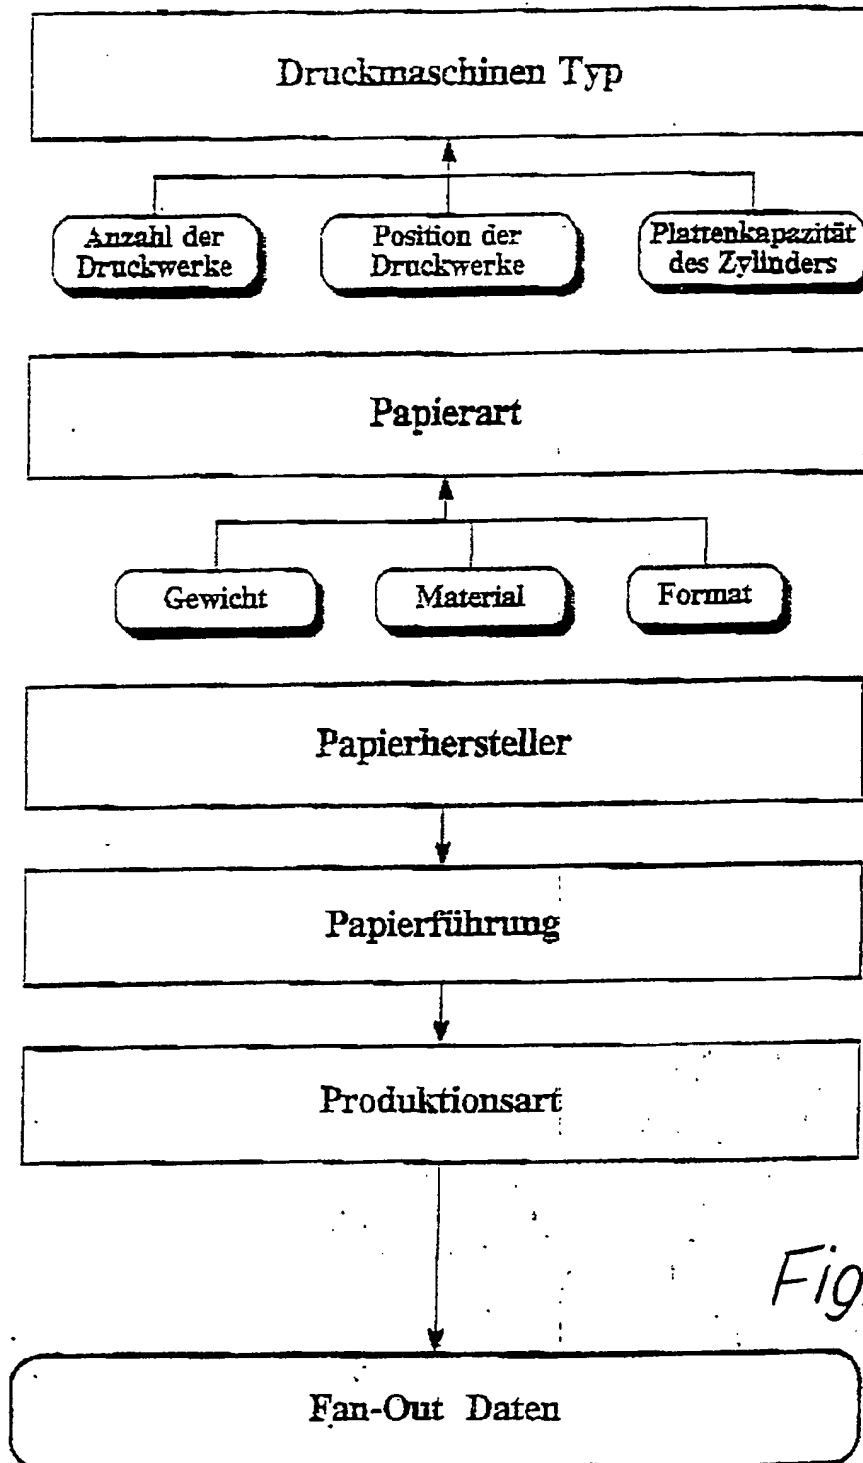 Druckmaschinen Typ
Anzahl der
Druckwerke
Position der
Druckwerke
Plattenkapazität
des Zylinders
Papierart
Gewicht
Material
Format
Papierhersteller
Papierführung
Produktionsart
Fig.
Fan-Out Daten